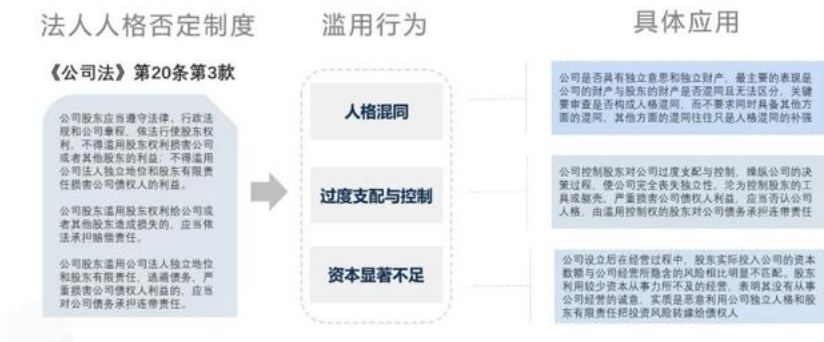 法人人格否定制度
滥用行为
具体应用
《公司法》第20条第3款
公司股东应当遵守法律、行政法
规和公司章程，依法行使股东权
利，不得滥用股东权利损害公司
或者其他股东的利益；不得滥用
公司法人独立地位和股东有限责
任损害公司债权人的利益。
公司股东滥用股东权利给公司或
者其他股东造成损失的，应当依
法承担赔偿责任。
公司股东滥用公司法人独立地位
和股东有限责任，逃避债务，严
重损害公司债权人利益的，应当
对公司债务承担连带责任。
人格混同
过度支配与控制
资本显著不足
公司是否具有独立意思和独立财产，最主要的表现是
公司的财产与股东的财产是否混同且无法区分，关键
要审查是否构成人格混同，而不要求同时具备其他方
面的混同，其他方面的混同往往只是人格混同的补强
公司控制股东对公司过度支配与控制，操纵公司的决
策过程，使公司完全丧失独立性，沦为控制股东的工
具或躯壳，严重损害公司债权人利益，应当否认公司
人格，由滥用控制权的股东对公司债务承担连带责任
公司设立后在经营过程中，股东实际投入公司的资本
数额与公司经营所隐含的风险相比明显不匹配。股东
利用较少资本从事力所不及的经营，表明其没有从事
公司经营的诚意，实质是恶意利用公司独立人格和股
东有限责任把投资风险转嫁给债权人